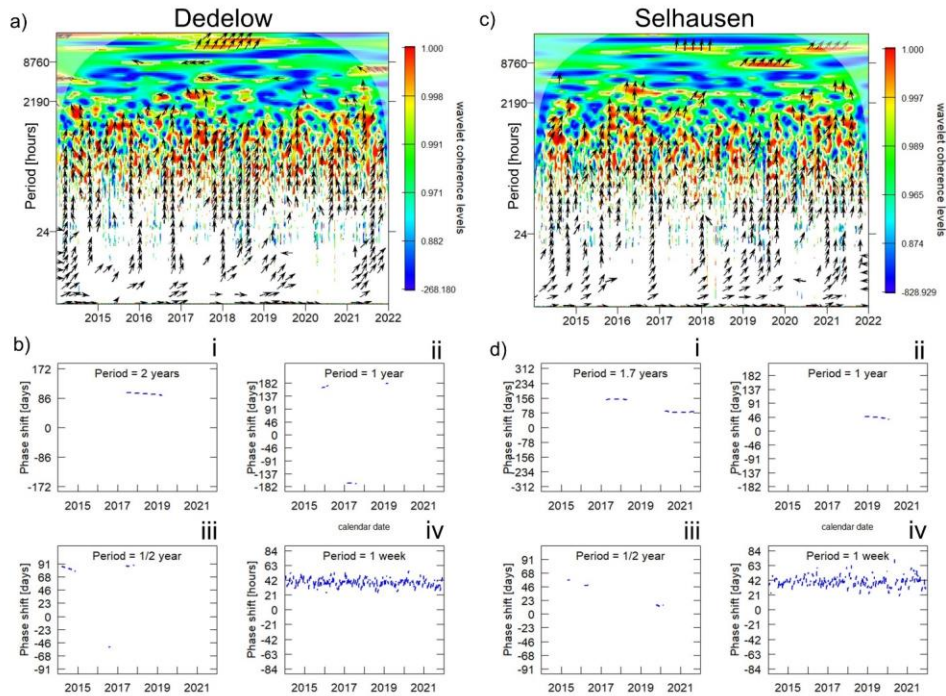 Dedelow
a)
Period [hours]
8760
2190
24
2015 2016 2017 2018 2019 2020 2021 2022
1.000
0.998
0.991
0.971
0.882
-268.180
wavelet coherence levels
Selhausen
c)
Period [hours]
8760
2190
24
2015 2016 2017 2018 2019 2020 2021 2022
1.000
0.997
0.989
0.965
0.874
-828.929
wavelet coherence levels
b)
i
Period = 2 years
Phase shift [days]
172
86
0
-86
-172
2015 2017 2019 2021
ii
Period = 1 year
Phase shift [days]
182
137
91
46
0
-46
-91
-137
-182
2015 2017 2019 2021
calendar date
iii
Period = 1/2 year
Phase shift [days]
91
68
46
23
0
-23
-46
-68
-91
2015 2017 2019 2021
iv
Period = 1 week
Phase shift [hours]
84
63
42
21
0
-21
-42
-63
-84
2015 2017 2019 2021
d)
i
Period = 1.7 years
Phase shift [days]
312
234
156
78
0
-78
-156
-234
-312
2015 2017 2019 2021
ii
Period = 1 year
Phase shift [days]
182
137
91
46
0
-46
-91
-137
-182
2015 2017 2019 2021
calendar date
iii
Period = 1/2 year
Phase shift [days]
91
68
46
23
0
-23
-46
-68
-91
2015 2017 2019 2021
iv
Period = 1 week
Phase shift [hours]
84
63
42
21
0
-21
-42
-63
-84
2015 2017 2019 2021